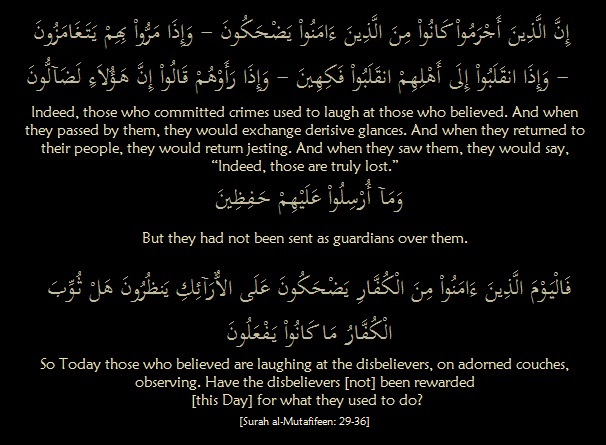 إِنَّ الَّذِينَ أَجْرَمُواْ كَانُواْ مِنَ الَّذِينَ ءَامَنُواْ يَضْحَكُونَ – وَإِذَا مَرُّواْ بِهِمْ يَتَغَامَزُونَ
– وَإِذَا انقَلَبُواْ إِلَى أَهْلِهِمْ انقَلَبُواْ فَكِهِينَ – وَإِذَا رَأَوْهُمْ قَالُواْ إِنَّ هَـؤُلاَءِ لَضَآلُّونَ
Indeed, those who committed crimes used to laugh at those who believed. And when
they passed by them, they would exchange derisive glances. And when they returned to
their people, they would return jesting. And when they saw them, they would say,
“Indeed, those are truly lost.”
وَمَآ أُرْسِلُواْ عَلَيْهِمْ حَـفِظِينَ
But they had not been sent as guardians over them.
فَالْيَوْمَ الَّذِينَ ءَامَنُواْ مِنَ الْكُفَّارِ يَضْحَكُونَ عَلَى الاٌّرَآئِكِ يَنظُرُونَ هَلْ ثُوِّبَ
الْكُفَّارُ مَا كَانُواْ يَفْعَلُونَ
So Today those who believed are laughing at the disbelievers, on adorned couches,
observing. Have the disbelievers [not] been rewarded
[this Day] for what they used to do?
[Surah al-Mutafifeen: 29-36]